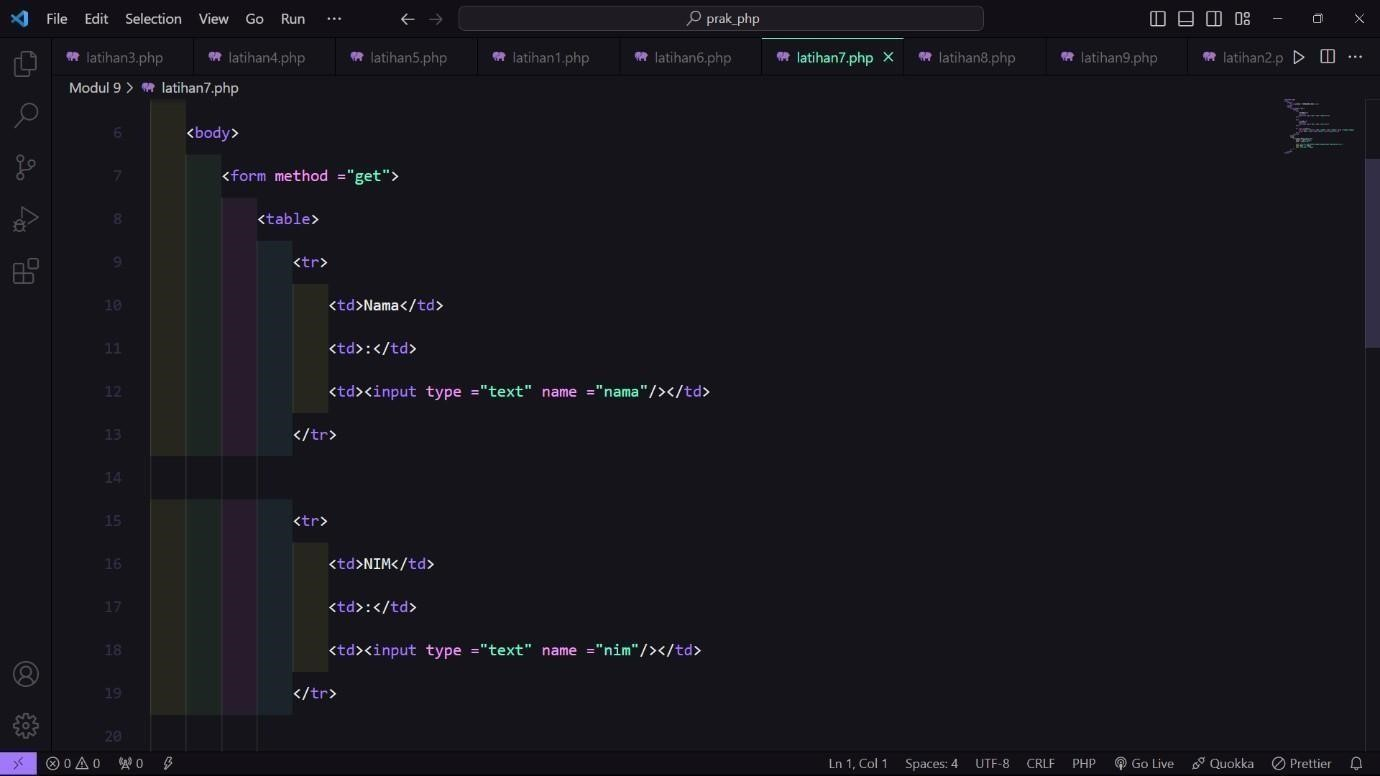 File Edit Selection View Go Run ··· prak_php
latihan3.php latihan4.php latihan5.php latihan1.php latihan6.php latihan7.php latihan8.php latihan9.php latihan2.p
Modul 9 > latihan7.php
6 <body>
7 <form method ="get">
8 <table>
9 <tr>
10 <td>Nama</td>
11 <td>:</td>
12 <td><input type ="text" name ="nama"/></td>
13 </tr>
14
15 <tr>
16 <td>NIM</td>
17 <td>:</td>
18 <td><input type ="text" name ="nim"/></td>
19 </tr>
20
0 0 0 Ln 1, Col 1 Spaces: 4 UTF-8 CRLF PHP Go Live Quokka Prettier